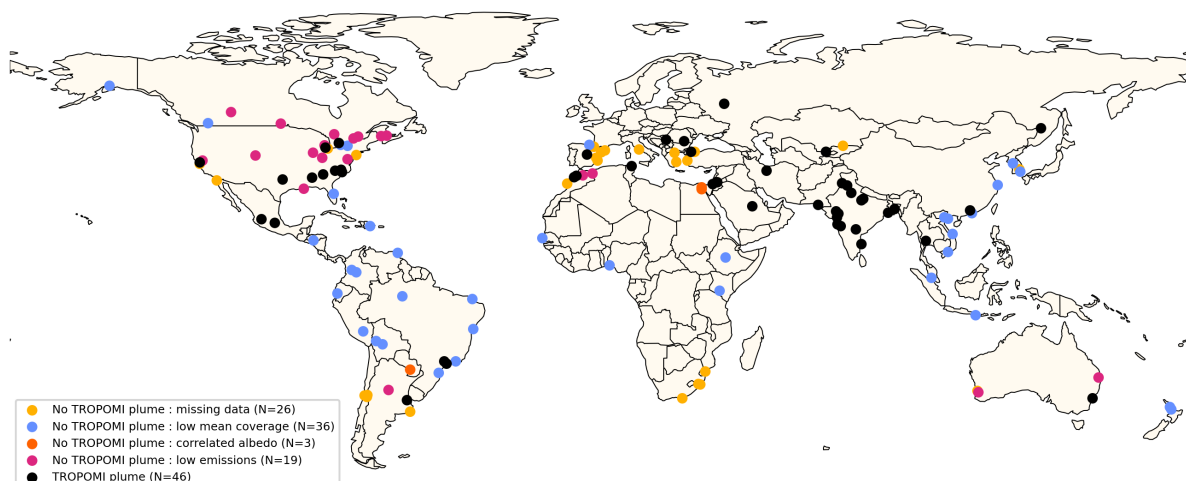 No TROPOMI plume : missing data (N=26)
No TROPOMI plume : low mean coverage (N=36)
No TROPOMI plume : correlated albedo (N=3)
No TROPOMI plume : low emissions (N=19)
TROPOMI plume (N=46)